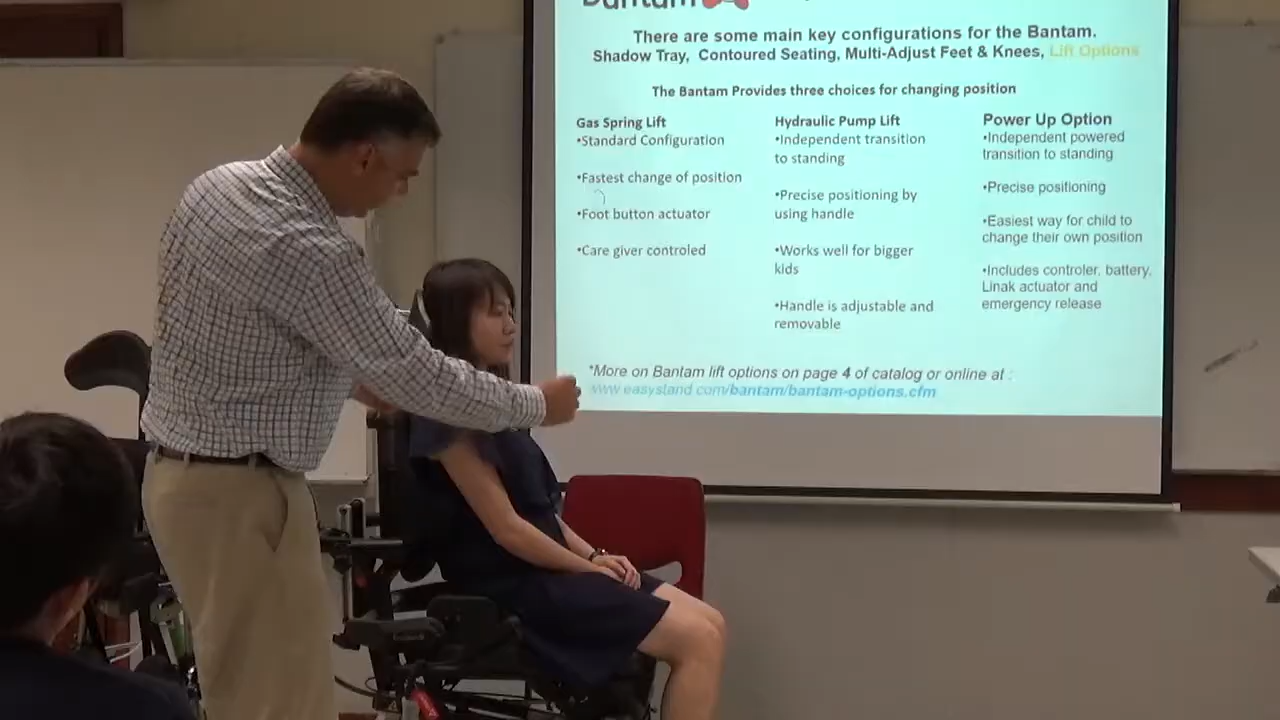 Bantam
There are some main key configurations for the Bantam.
Shadow Tray, Contoured Seating, Multi-Adjust Feet & Knees, Lift Options
The Bantam Provides three choices for changing position
Gas Spring Lift
•Standard Configuration
•Fastest change of position
•Foot button actuator
•Care giver controled
Hydraulic Pump Lift
•Independent transition
to standing
•Precise positioning by
using handle
•Works well for bigger
kids
•Handle is adjustable and
removable
Power Up Option
•Independent powered
transition to standing
•Precise positioning
•Easiest way for child to
change their own position
•Includes controler, battery,
Linak actuator and
emergency release
*More on Bantam lift options on page 4 of catalog or online at :
www.easystand.com/bantam/bantam-options.cfm